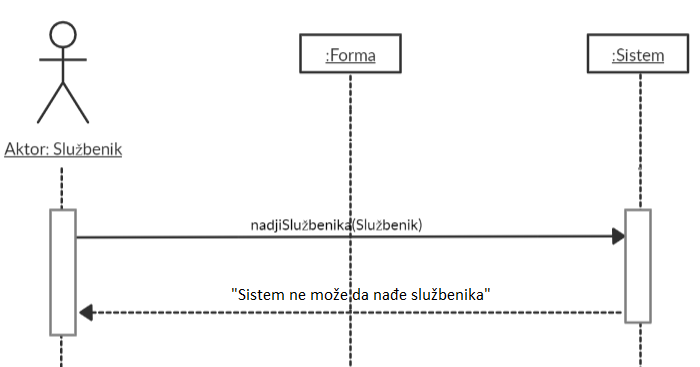 :Forma
:Sistem
Aktor: Službenik
nadjiSlužbenika(Službenik)
"Sistem ne može da nađe službenika"